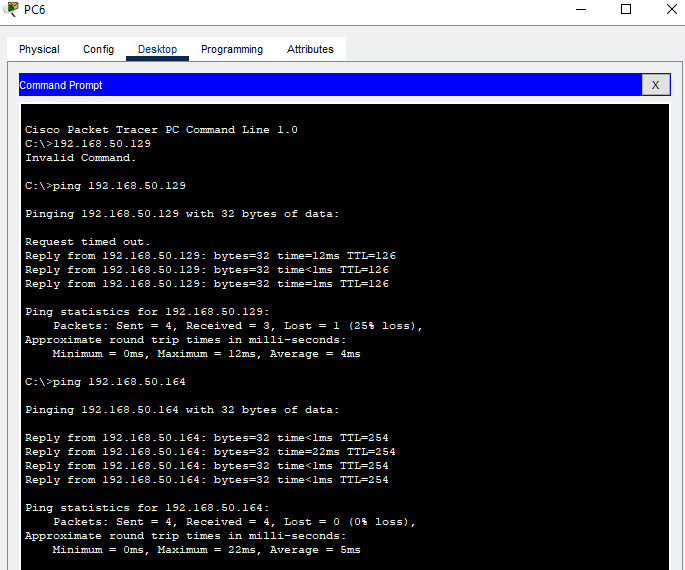 PC6
Physical Config Desktop Programming Attributes
Command Prompt X
Cisco Packet Tracer PC Command Line 1.0
C:\>192.168.50.129
Invalid Command.
C:\>ping 192.168.50.129
Pinging 192.168.50.129 with 32 bytes of data:
Request timed out.
Reply from 192.168.50.129: bytes=32 time=12ms TTL=126
Reply from 192.168.50.129: bytes=32 time<1ms TTL=126
Reply from 192.168.50.129: bytes=32 time=1ms TTL=126
Ping statistics for 192.168.50.129:
Packets: Sent = 4, Received = 3, Lost = 1 (25% loss),
Approximate round trip times in milli-seconds:
Minimum = 0ms, Maximum = 12ms, Average = 4ms
C:\>ping 192.168.50.164
Pinging 192.168.50.164 with 32 bytes of data:
Reply from 192.168.50.164: bytes=32 time<1ms TTL=254
Reply from 192.168.50.164: bytes=32 time=22ms TTL=254
Reply from 192.168.50.164: bytes=32 time<1ms TTL=254
Reply from 192.168.50.164: bytes=32 time<1ms TTL=254
Ping statistics for 192.168.50.164:
Packets: Sent = 4, Received = 4, Lost = 0 (0% loss),
Approximate round trip times in milli-seconds:
Minimum = 0ms, Maximum = 22ms, Average = 5ms